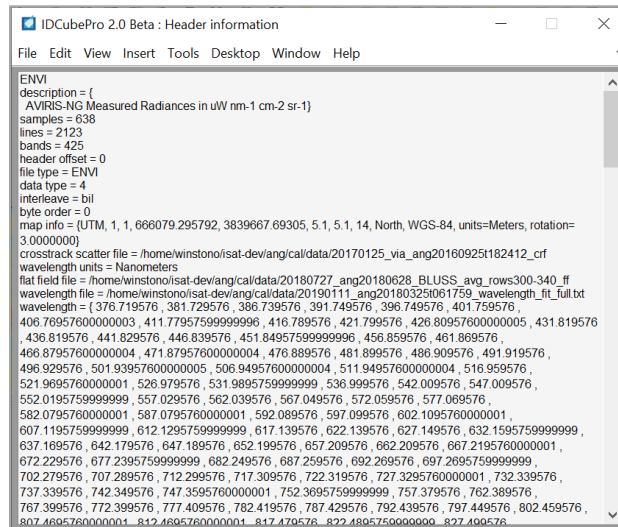 IDCubePro 2.0 Beta : Header information
File Edit View Insert Tools Desktop Window Help
ENVI
description = {
AVIRIS-NG Measured Radiances in uW nm-1 cm-2 sr-1}
samples = 638
lines = 2123
bands = 425
header offset = 0
file type = ENVI
data type = 4
interleave = bil
byte order = 0
map info = {UTM, 1, 1, 666079.295792, 3839667.69305, 5.1, 5.1, 14, North, WGS-84, units=Meters, rotation=
3.0000000}
crosstrack scatter file = /home/winstono/isat-dev/ang/cal/data/20170125_via_ang20160925t182412_crf
wavelength units = Nanometers
flat field file = /home/winstono/isat-dev/ang/cal/data/20180727_ang20180628_BLUSS_avg_rows300-340_ff
wavelength file = /home/winstono/isat-dev/ang/cal/data/20190111_ang20180325t061759_wavelength_fit_full.txt
wavelength = { 376.719576 , 381.729576 , 386.739576 , 391.749576 , 396.749576 , 401.759576 ,
406.76957600000003 , 411.77957599999996 , 416.789576 , 421.799576 , 426.80957600000005 , 431.819576
, 436.819576 , 441.829576 , 446.839576 , 451.84957599999996 , 456.859576 , 461.869576 ,
466.87957600000004 , 471.87957600000004 , 476.889576 , 481.899576 , 486.909576 , 491.919576 ,
496.929576 , 501.93957600000005 , 506.94957600000004 , 511.94957600000004 , 516.959576 ,
521.9695760000001 , 526.979576 , 531.9895759999999 , 536.999576 , 542.009576 , 547.009576 ,
552.0195759999999 , 557.029576 , 562.039576 , 567.049576 , 572.059576 , 577.069576 ,
582.0795760000001 , 587.0795760000001 , 592.089576 , 597.099576 , 602.1095760000001 ,
607.1195759999999 , 612.1295759999999 , 617.139576 , 622.139576 , 627.149576 , 632.1595759999999 ,
637.169576 , 642.179576 , 647.189576 , 652.199576 , 657.209576 , 662.209576 , 667.2195760000001 ,
672.229576 , 677.2395759999999 , 682.249576 , 687.259576 , 692.269576 , 697.2695759999999 ,
702.279576 , 707.289576 , 712.299576 , 717.309576 , 722.319576 , 727.3295760000001 , 732.339576 ,
737.339576 , 742.349576 , 747.3595760000001 , 752.3695759999999 , 757.379576 , 762.389576 ,
767.399576 , 772.399576 , 777.409576 , 782.419576 , 787.429576 , 792.439576 , 797.449576 , 802.459576 ,
807.4695760000001 , 812.4695760000001 , 817.479576 , 822.4895759999999 , 827.499576